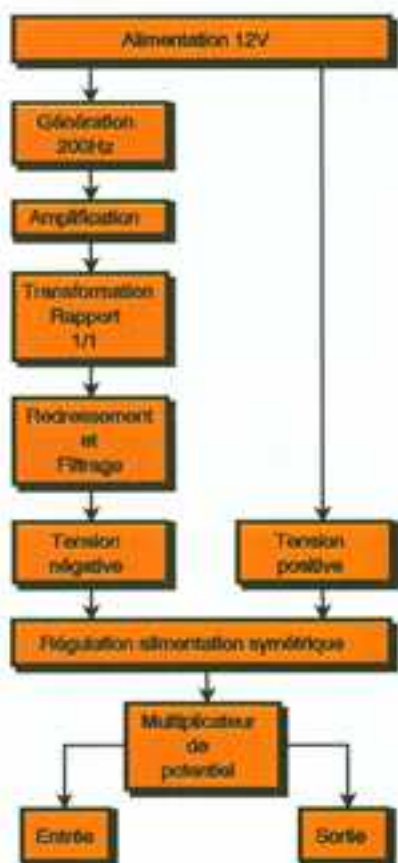 Alimentation 12V
Génération
200Hz
Amplification
Transformation
Rapport
1/1
Redressement
et
Filtrage
Tension
négative
Tension
positive
Régulation alimentation symétrique
Multiplicateur
de
potentiel
Entrée
Sortie